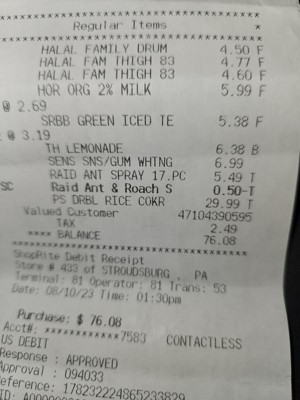 Regular Items
HALAL FAMILY DRUM 4.50 F
HALAL FAM THIGH 83 4.77 F
HALAL FAM THIGH 83 4.60 F
HOR ORG 2% MILK 5.99 F
@ 2.69
SRBB GREEN ICED TE 5.38 F
@ 3.19
TH LEMONADE 6.38 B
SENS SNS/GUM WHTNG 6.99
RAID ANT SPRAY 17.PC 5.49 T
SC Raid Ant & Roach S 0.50-T
PS DRBL RICE COKR 29.99 T
Valued Customer 47104390595
TAX 2.49
**** BALANCE 76.08
ShopRite Debit Receipt
Store # 433 of STROUDSBURG , PA
Terminal: 81 Operator: 81 Trans: 53
Date: 08/10/23 Time: 01:30pm
Purchase: $ 76.08
Acct#: ************7583 CONTACTLESS
US DEBIT
Response : APPROVED
Approval : 094033
Reference: 178232224865233829